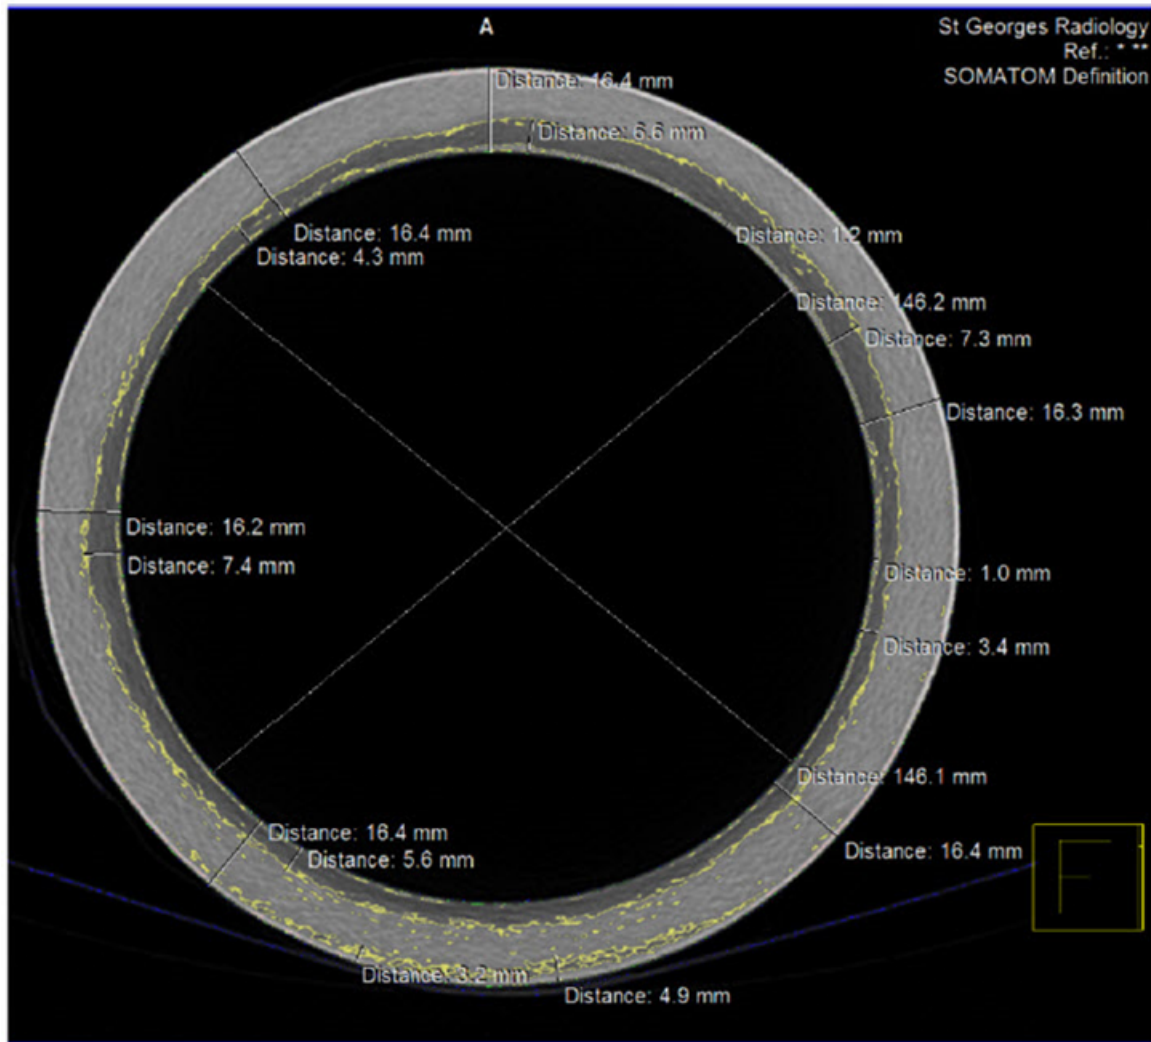 A
St Georges Radiology
Ref.: * **
SOMATOM Definition
Distance: 16.4 mm
Distance: 6.6 mm
Distance: 16.4 mm
Distance: 1.2 mm
Distance: 4.3 mm
Distance: 146.2 mm
Distance: 7.3 mm
Distance: 16.3 mm
Distance: 16.2 mm
Distance: 7.4 mm
Distance: 1.0 mm
Distance: 3.4 mm
Distance: 146.1 mm
Distance: 16.4 mm
Distance: 5.6 mm
Distance: 16.4 mm
F
Distance: 3.2 mm
Distance: 4.9 mm